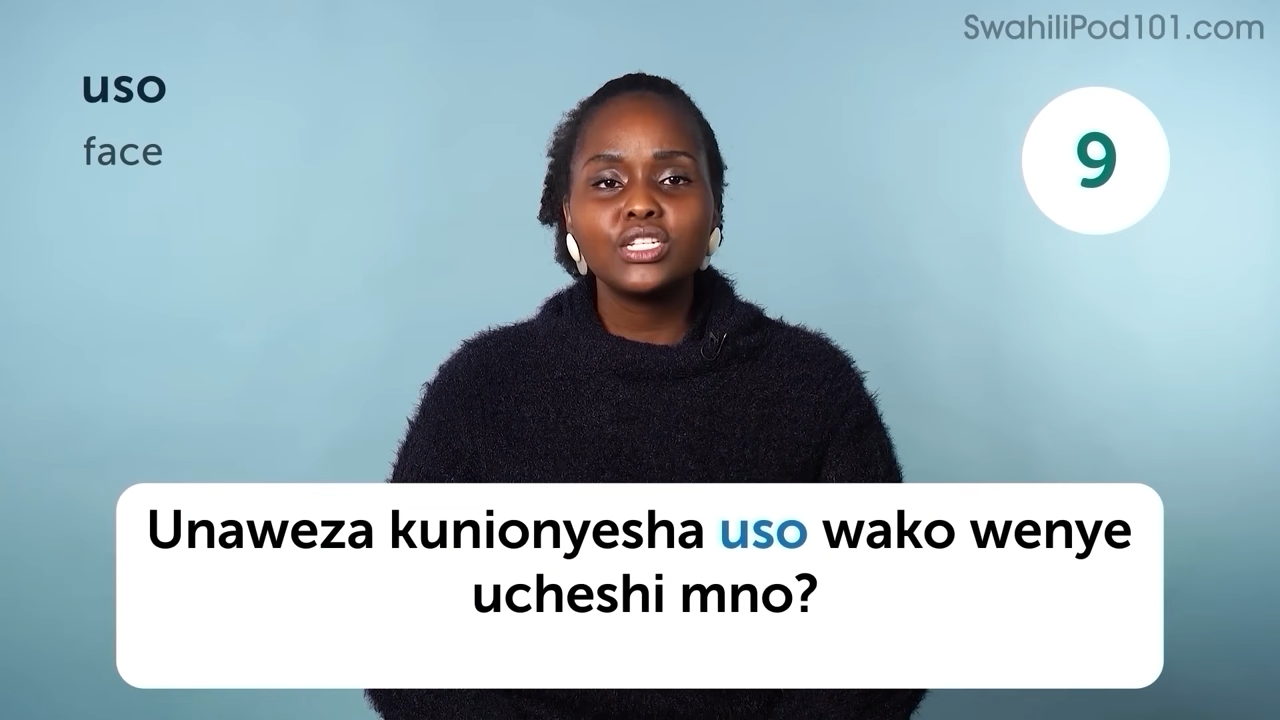 SwahiliPod101.com
uso
face
9
Unaweza kunionyesha uso wako wenye
ucheshi mno?